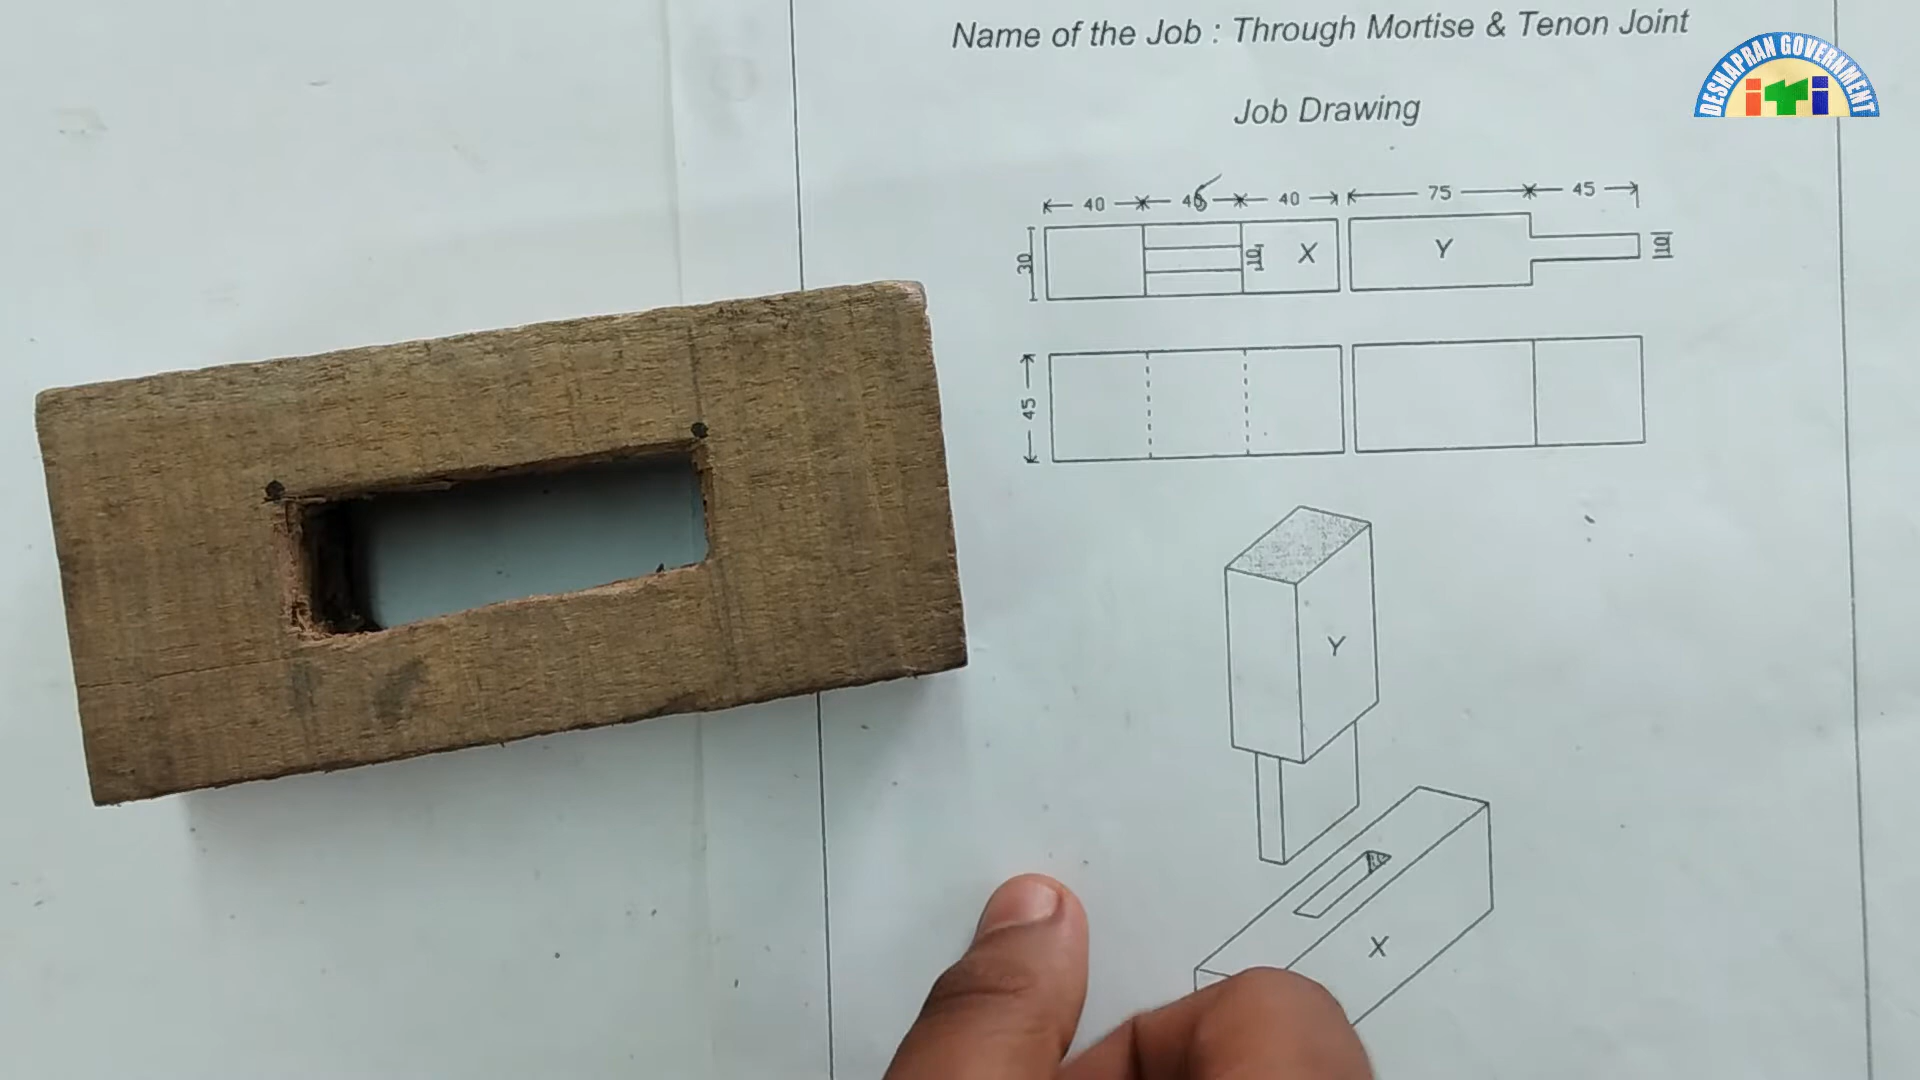 Name of the Job : Through Mortise & Tenon Joint
DESHAPRAN GOVERNMENT
iTi
Job Drawing
40 45 40 75 45
30 10 X Y 10
45
Y
X